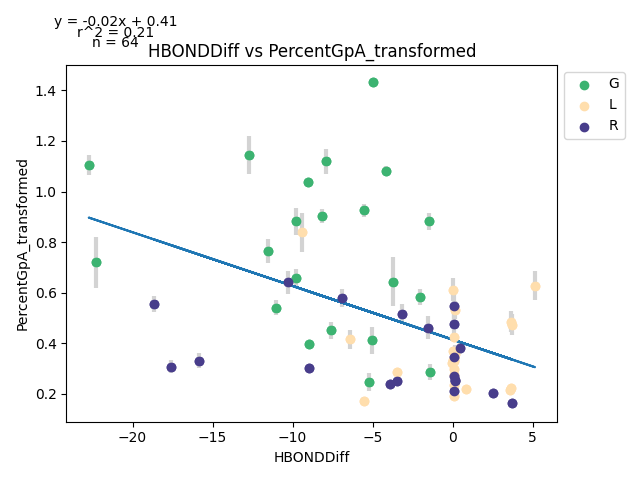 y = -0.02x + 0.41
r^2 = 0.21
n = 64
HBONDDiff vs PercentGpA_transformed
G
L
R
PercentGpA_transformed
1.4
1.2
1.0
0.8
0.6
0.4
0.2
−20 −15 −10 −5 0 5
HBONDDiff